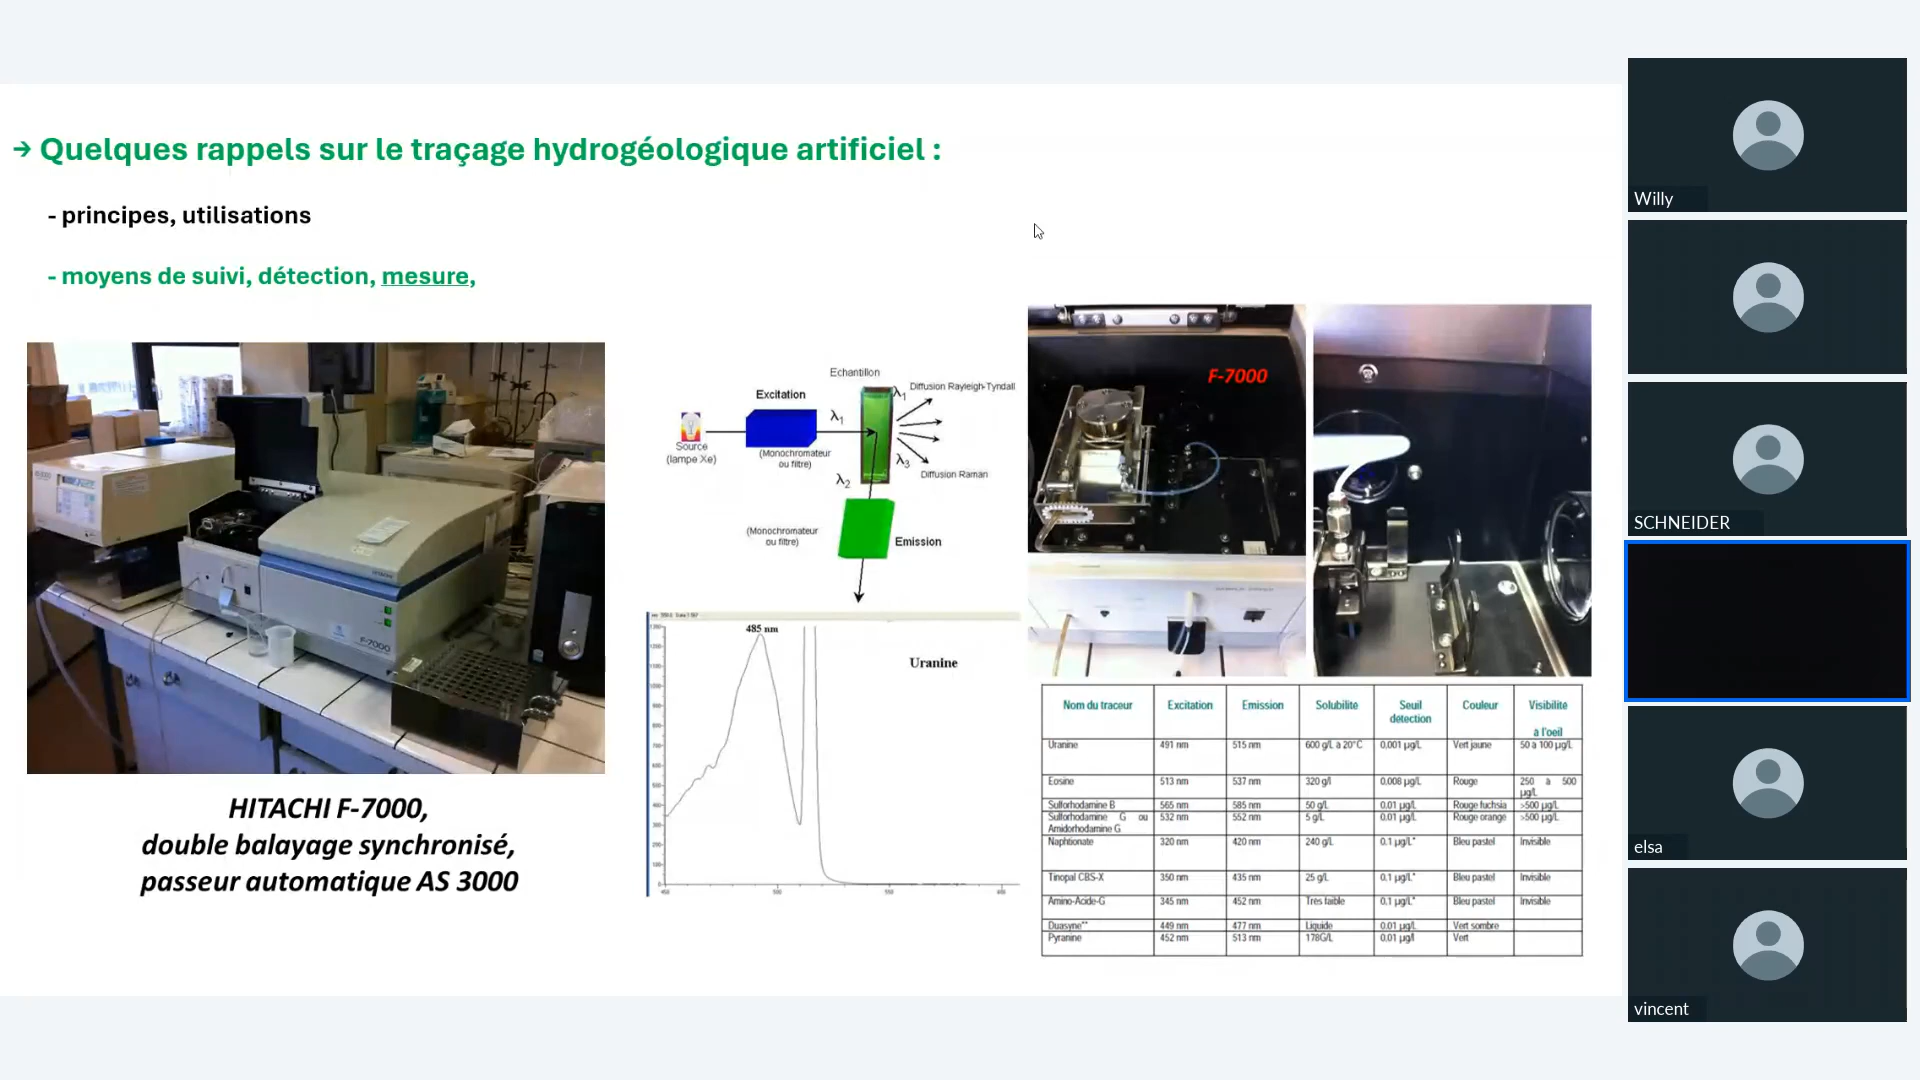 → Quelques rappels sur le traçage hydrogéologique artificiel :
- principes, utilisations
- moyens de suivi, détection, mesure,
F-7000
HITACHI F-7000,
double balayage synchronisé,
passeur automatique AS 3000
Echantillon
Excitation
λ1
Diffusion Rayleigh-Tyndall
λ1
Source
(lampe Xe)
(Monochromateur
ou filtre)
λ3
Diffusion Raman
λ2
(Monochromateur
ou filtre)
Emission
485 nm
Uranine
F-7000
Nom du traceur Excitation Emission Solubilite Seuil detection Couleur Visibilite a l'oeil
Uranine 491 nm 515 nm 600 g/L a 20°C 0,001 µg/L Vert jaune 50 a 100 µg/L
Eosine 513 nm 537 nm 320 g/l 0.008 µg/L Rouge 250 a 500 µg/L
Sulforhodamine B 565 nm 585 nm 50 g/L 0.01 µg/L Rouge fuchsia >500 µg/L
Sulforhodamine G ou Amidorhodamine G 532 nm 552 nm 5 g/L 0.01 µg/L Rouge orange >500 µg/L
Naphtionate 320 nm 420 nm 240 g/L 0.1 µg/L* Bleu pastel Invisible
Tinopal CBS-X 350 nm 435 nm 25 g/L 0.1 µg/L* Bleu pastel Invisible
Amino-Acide-G 345 nm 452 nm Tres faible 0.1 µg/L* Bleu pastel Invisible
Duasyne** 449 nm 477 nm Liquide 0.01 µg/L Vert sombre
Pyranine 452 nm 513 nm 178G/L 0.01 µg/l Vert
Willy
SCHNEIDER
elsa
vincent